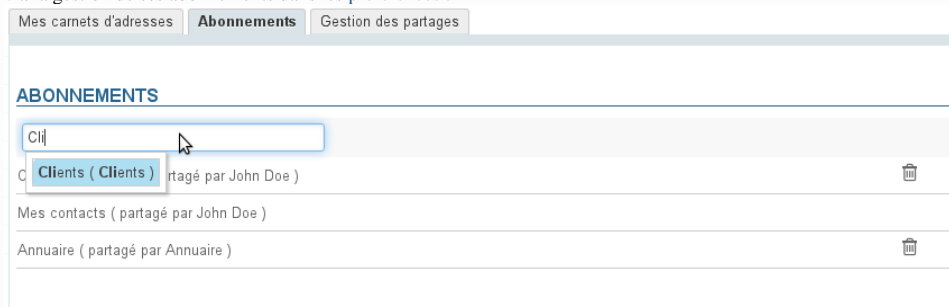 Mes carnets d'adresses
Abonnements
Gestion des partages
ABONNEMENTS
Cli
Clients ( Clients )
rtagé par John Doe )
Mes contacts ( partagé par John Doe )
Annuaire ( partagé par Annuaire )